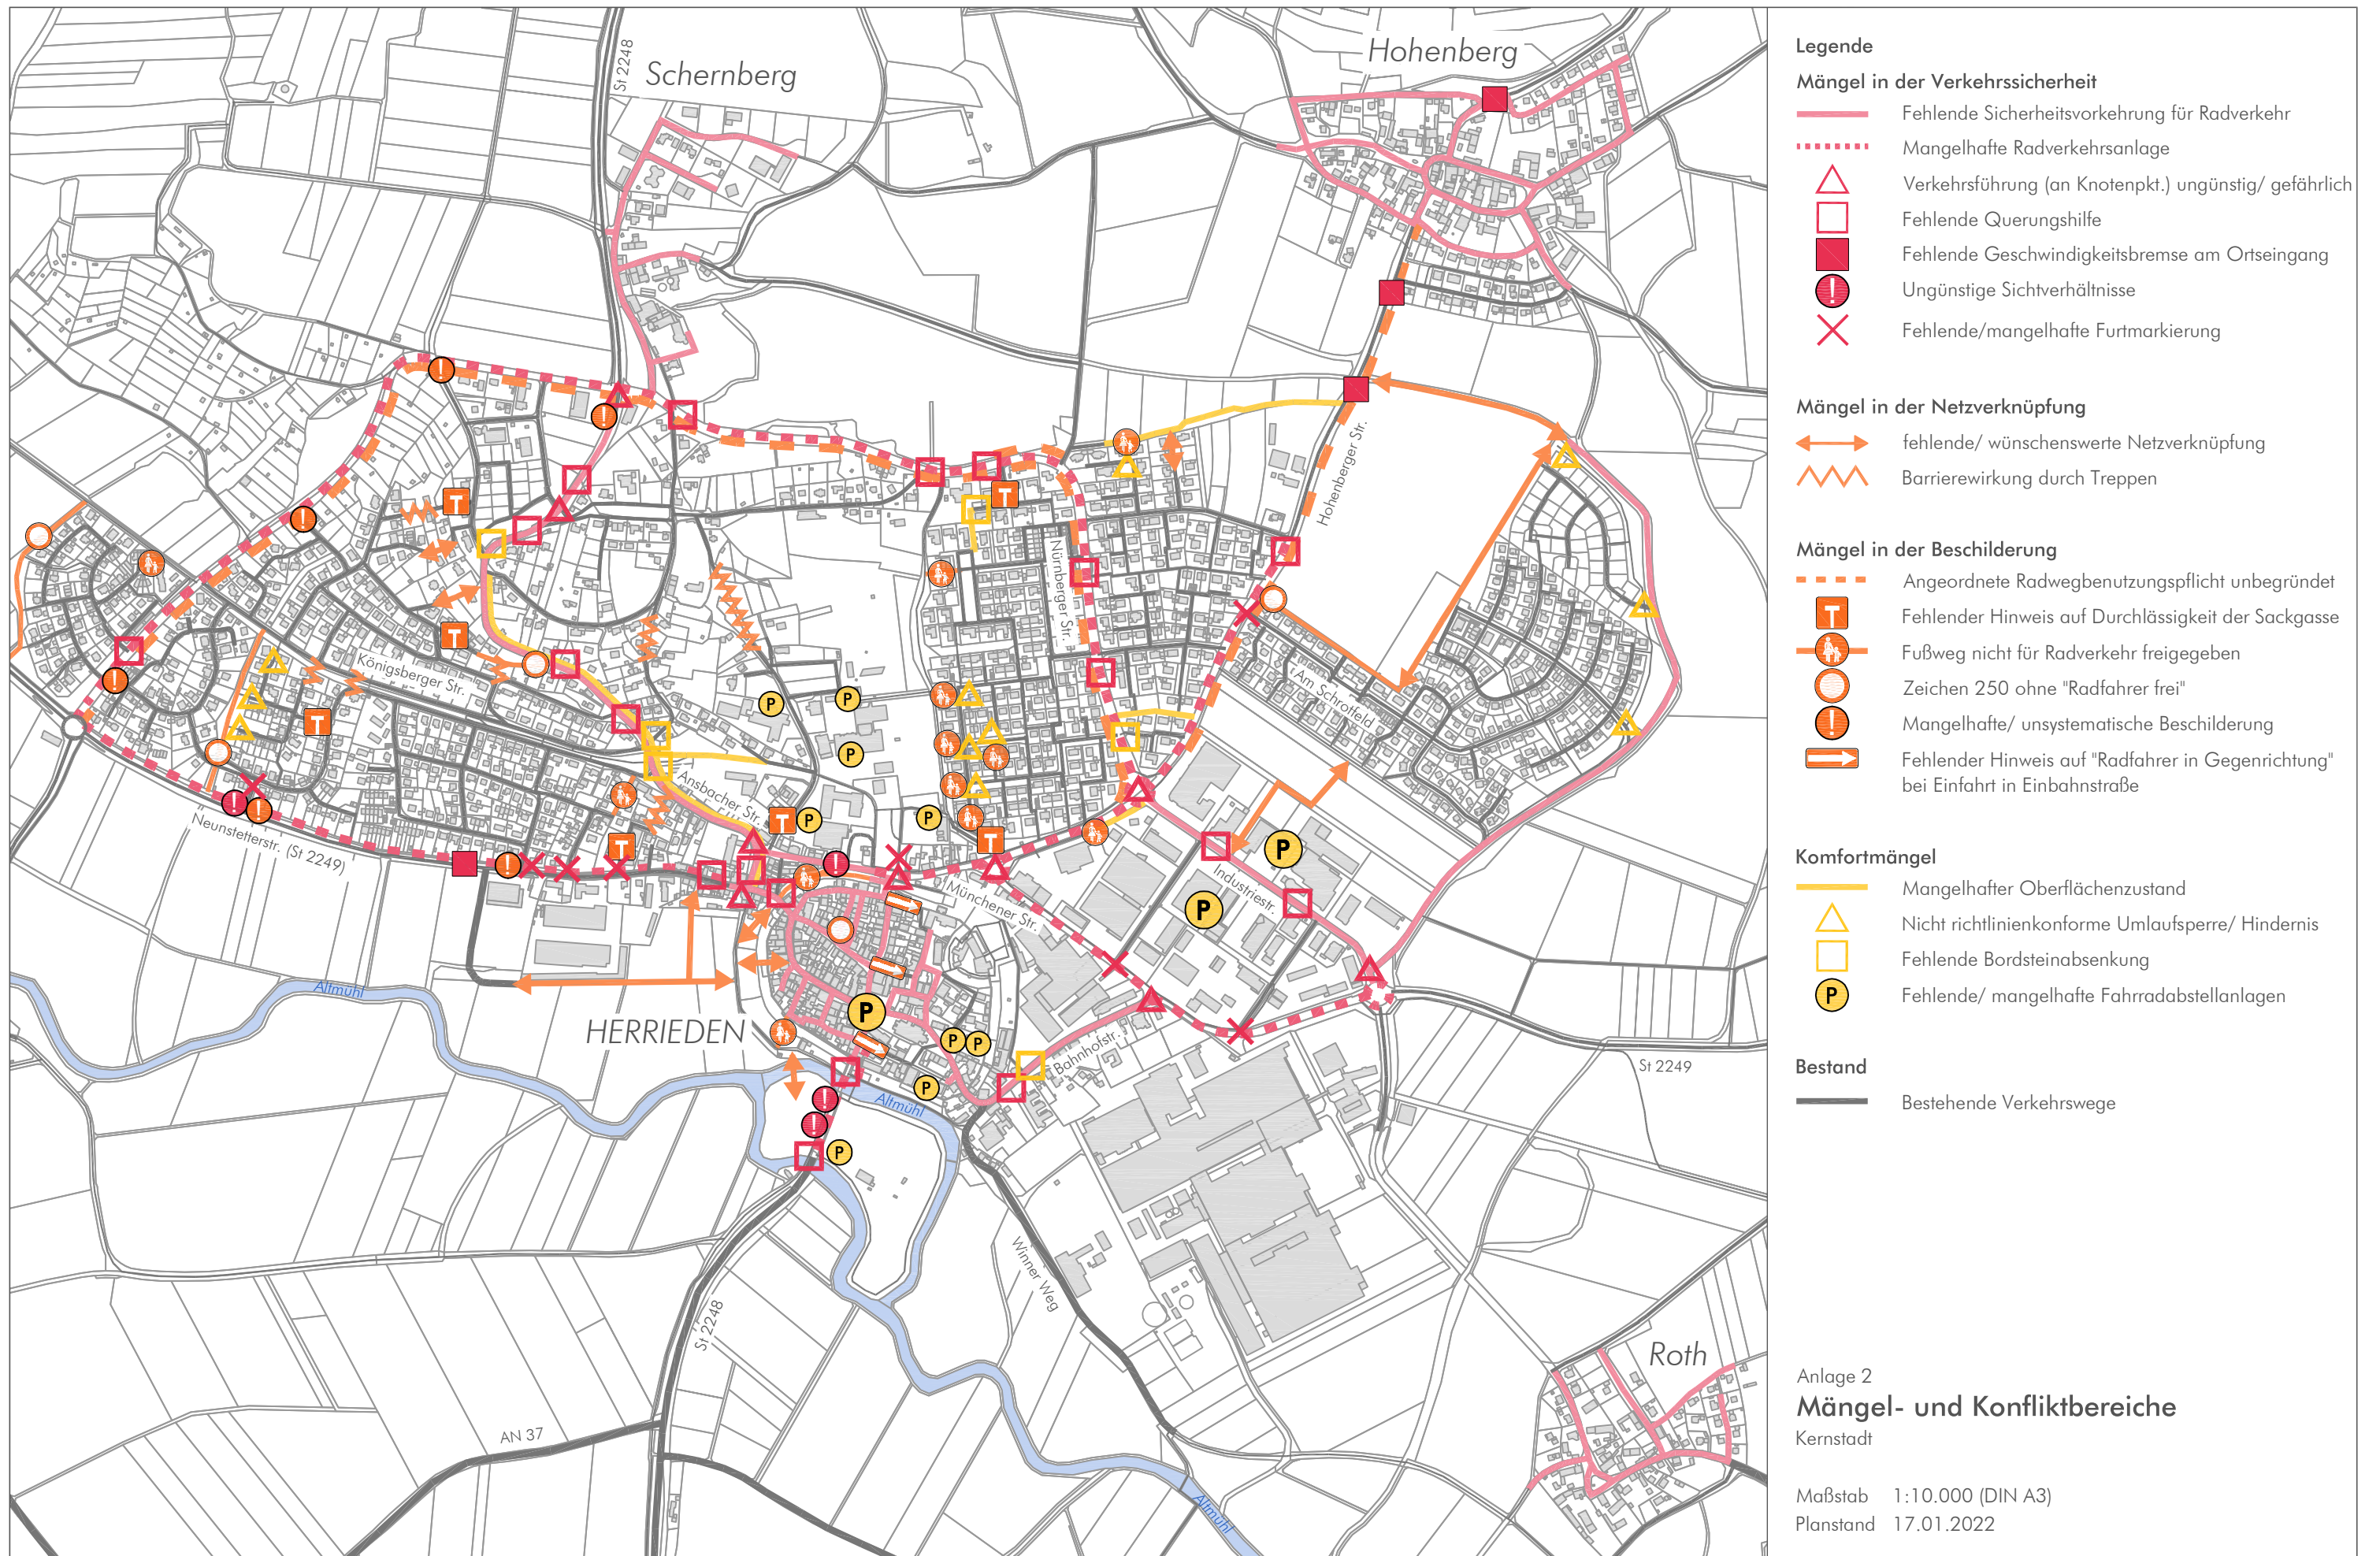 St 2248
Schernberg
Hohenberg
Hohenberger Str.
Nürnberger Str.
Königsberger Str.
Am Schrotfeld
Ansbacher Str.
Neunstetterstr. (St 2249)
Münchener Str.
Industriestr.
Altmühl
HERRIEDEN
Bahnhofstr.
St 2249
Altmühl
Winner Weg
St 2248
Roth
AN 37
Altmühl
T
T
T
T
T
T
T
T
P
P
P
P
P
P
P
P
P
P
P
P
Legende
Mängel in der Verkehrssicherheit
Fehlende Sicherheitsvorkehrung für Radverkehr
Mangelhafte Radverkehrsanlage
Verkehrsführung (an Knotenpkt.) ungünstig/ gefährlich
Fehlende Querungshilfe
Fehlende Geschwindigkeitsbremse am Ortseingang
! Ungünstige Sichtverhältnisse
Fehlende/mangelhafte Furtmarkierung
Mängel in der Netzverknüpfung
fehlende/ wünschenswerte Netzverknüpfung
Barrierewirkung durch Treppen
Mängel in der Beschilderung
Angeordnete Radwegbenutzungspflicht unbegründet
T Fehlender Hinweis auf Durchlässigkeit der Sackgasse
Fußweg nicht für Radverkehr freigegeben
Zeichen 250 ohne "Radfahrer frei"
! Mangelhafte/ unsystematische Beschilderung
Fehlender Hinweis auf "Radfahrer in Gegenrichtung"
bei Einfahrt in Einbahnstraße
Komfortmängel
Mangelhafter Oberflächenzustand
Nicht richtlinienkonforme Umlaufsperre/ Hindernis
Fehlende Bordsteinabsenkung
P Fehlende/ mangelhafte Fahrradabstellanlagen
Bestand
Bestehende Verkehrswege
Anlage 2
Mängel- und Konfliktbereiche
Kernstadt
Maßstab 1:10.000 (DIN A3)
Planstand 17.01.2022